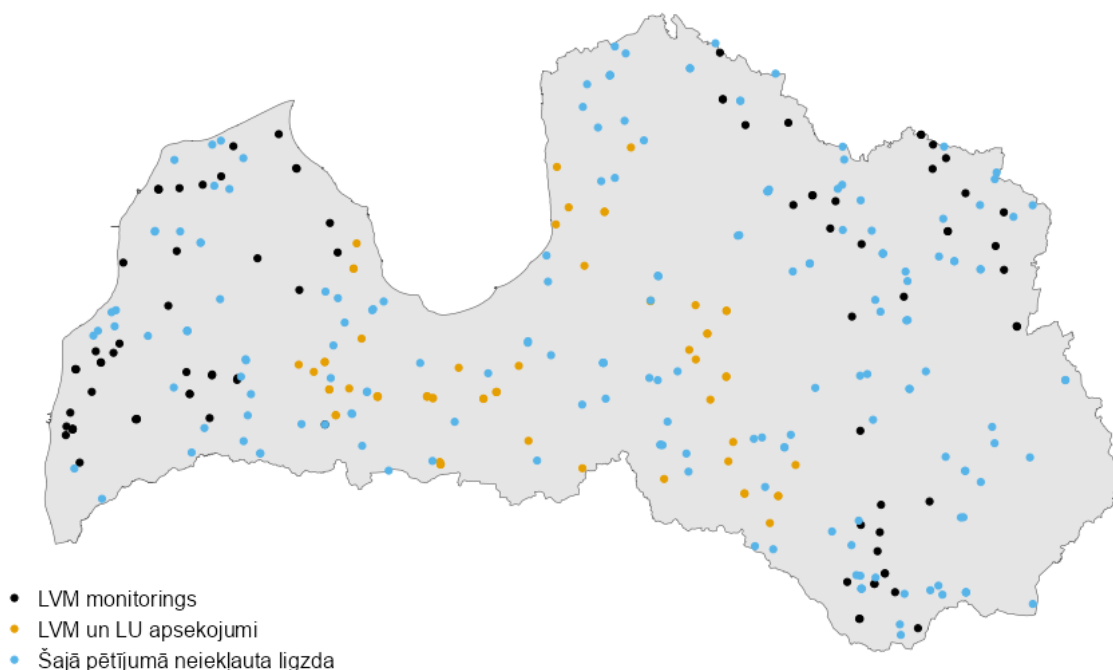 LVM monitorings
LVM un LU apsekojumi
Šajā pētījumā neiekļauta ligzda